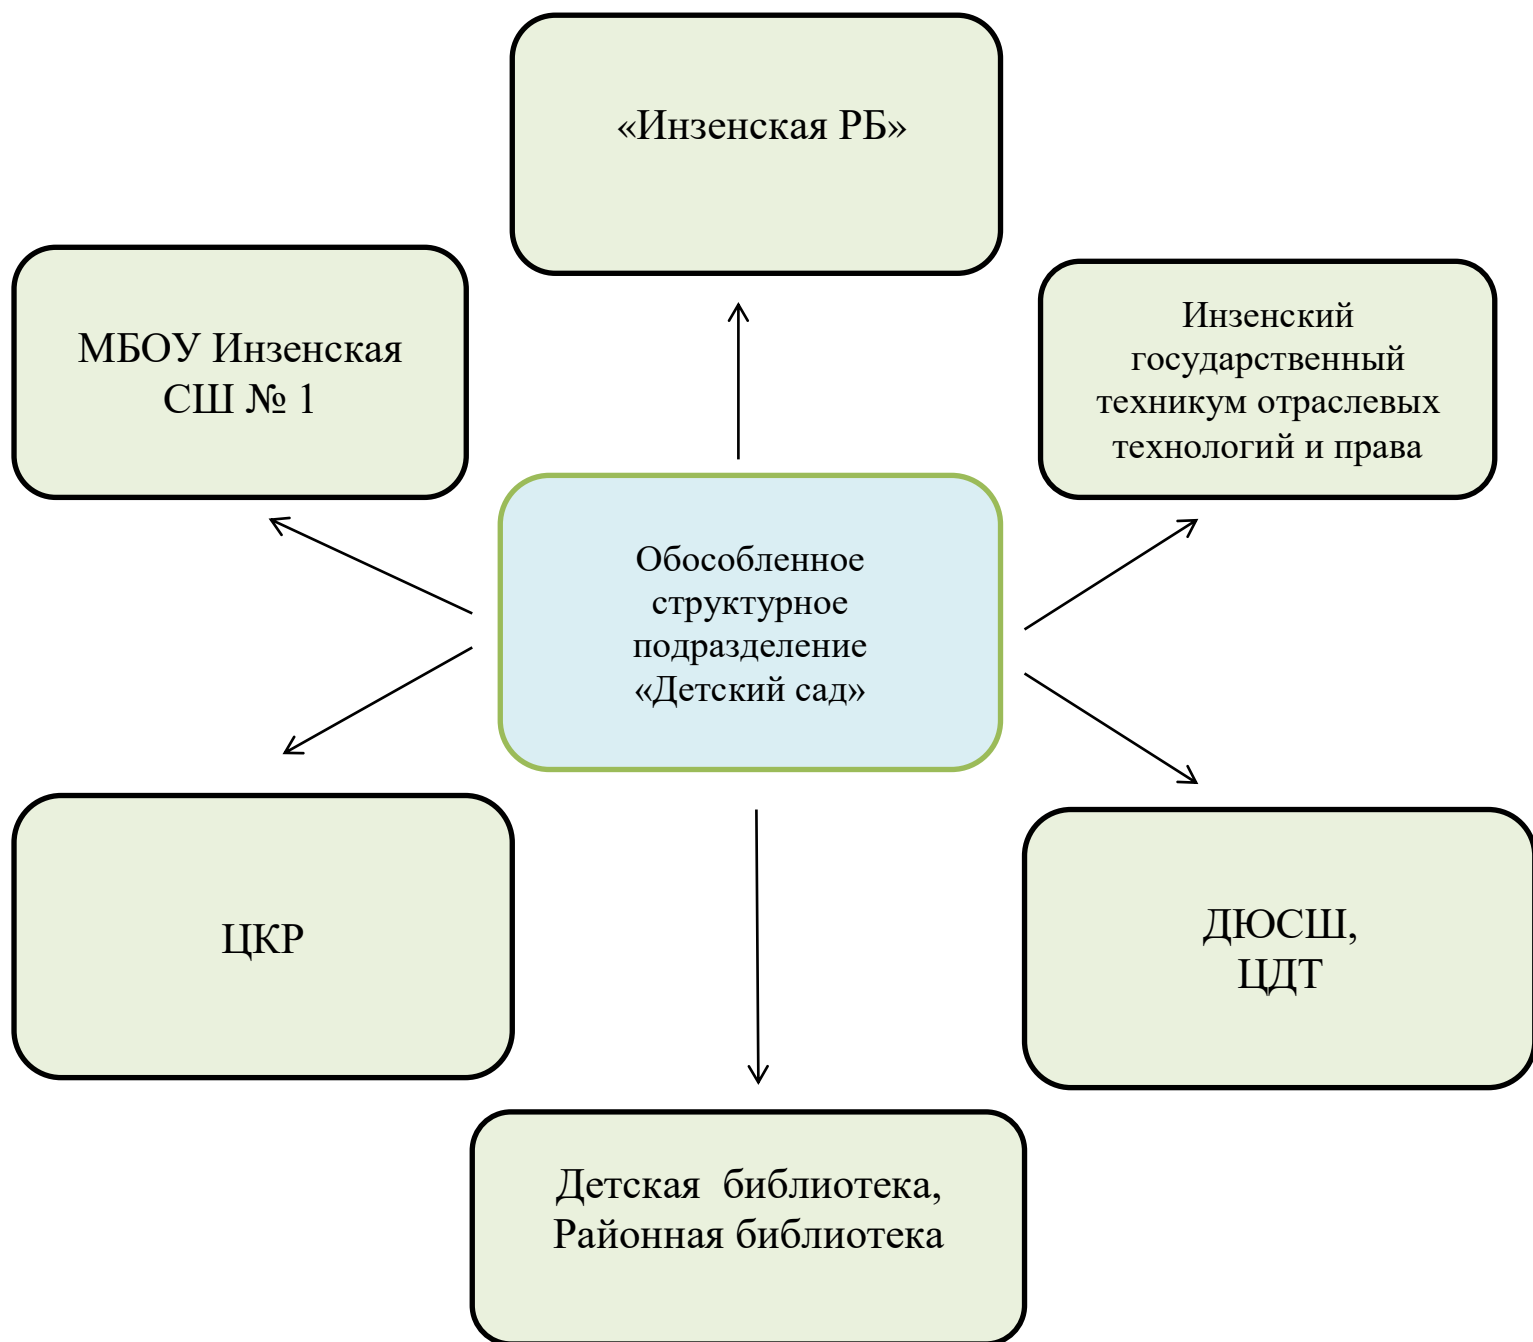 «Инзенская РБ»
МБОУ Инзенская
СШ № 1
Инзенский
государственный
техникум отраслевых
технологий и права
Обособленное
структурное
подразделение
«Детский сад»
ЦКР
ДЮСШ,
ЦДТ
Детская библиотека,
Районная библиотека